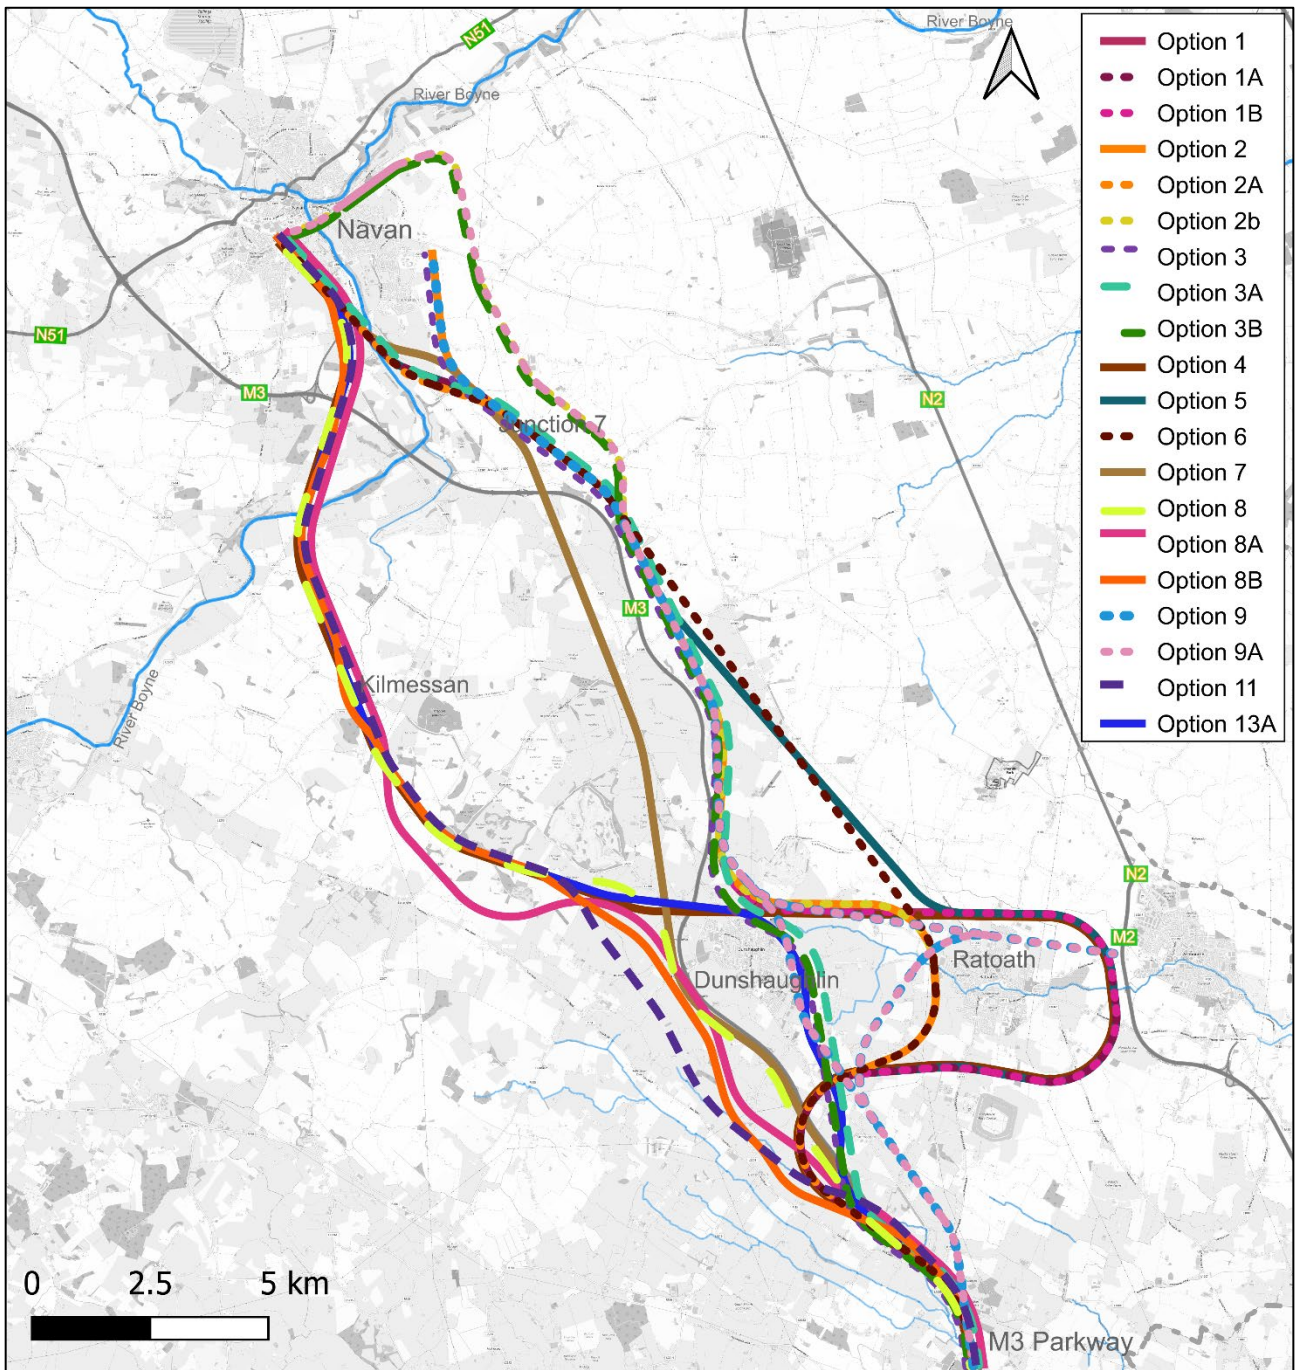 River Boyne
N51
River Boyne
Navan
N51
M3
N2
Junction 7
M3
Kilmessan
River Boyne
N2
M2
Ratoath
Dunshaughlin
Dunshaughlin
M3 Parkway
0 2.5 5 km
Option 1
Option 1A
Option 1B
Option 2
Option 2A
Option 2b
Option 3
Option 3A
Option 3B
Option 4
Option 5
Option 6
Option 7
Option 8
Option 8A
Option 8B
Option 9
Option 9A
Option 11
Option 13A